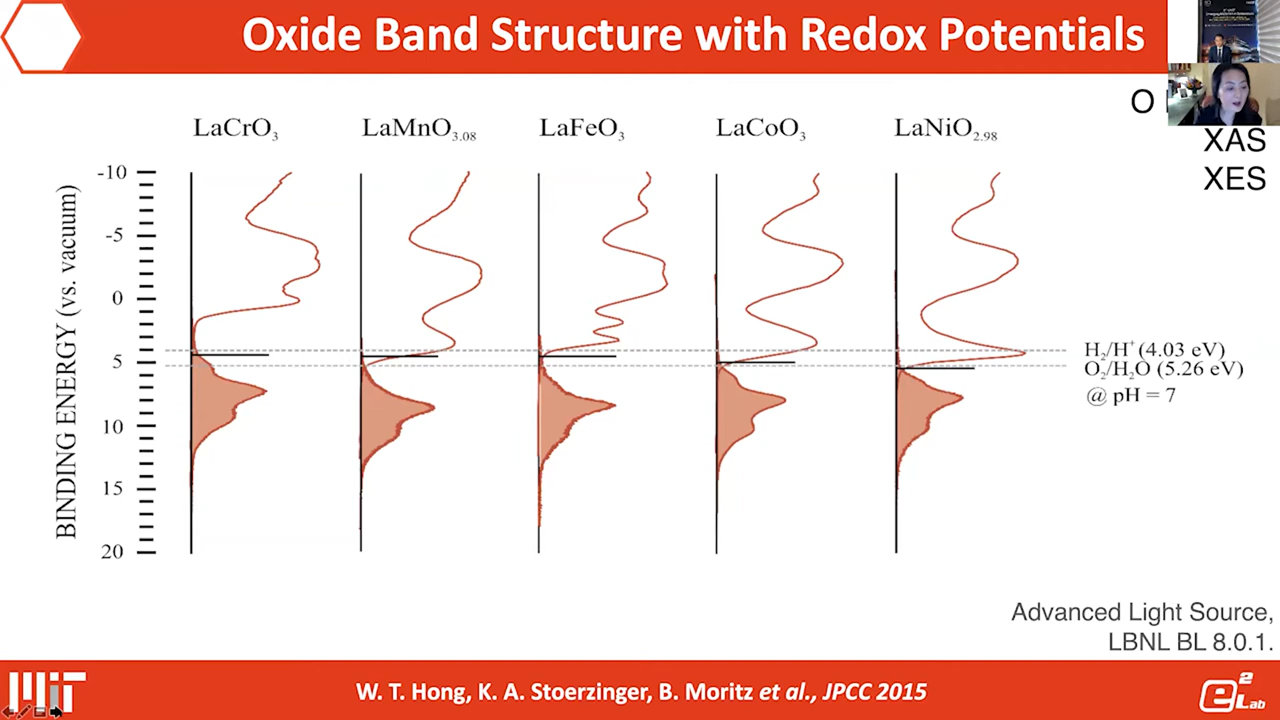 Oxide Band Structure with Redox Potentials
O
XAS
XES
LaCrO₃
LaMnO₃.₀₈
LaFeO₃
LaCoO₃
LaNiO₂.₉₈
BINDING ENERGY (vs. vacuum)
-10
-5
0
5
10
15
20
H₂/H⁺ (4.03 eV)
O₂/H₂O (5.26 eV)
@ pH = 7
Advanced Light Source,
LBNL BL 8.0.1.
MIT
W. T. Hong, K. A. Stoerzinger, B. Moritz et al., JPCC 2015
e²Lab